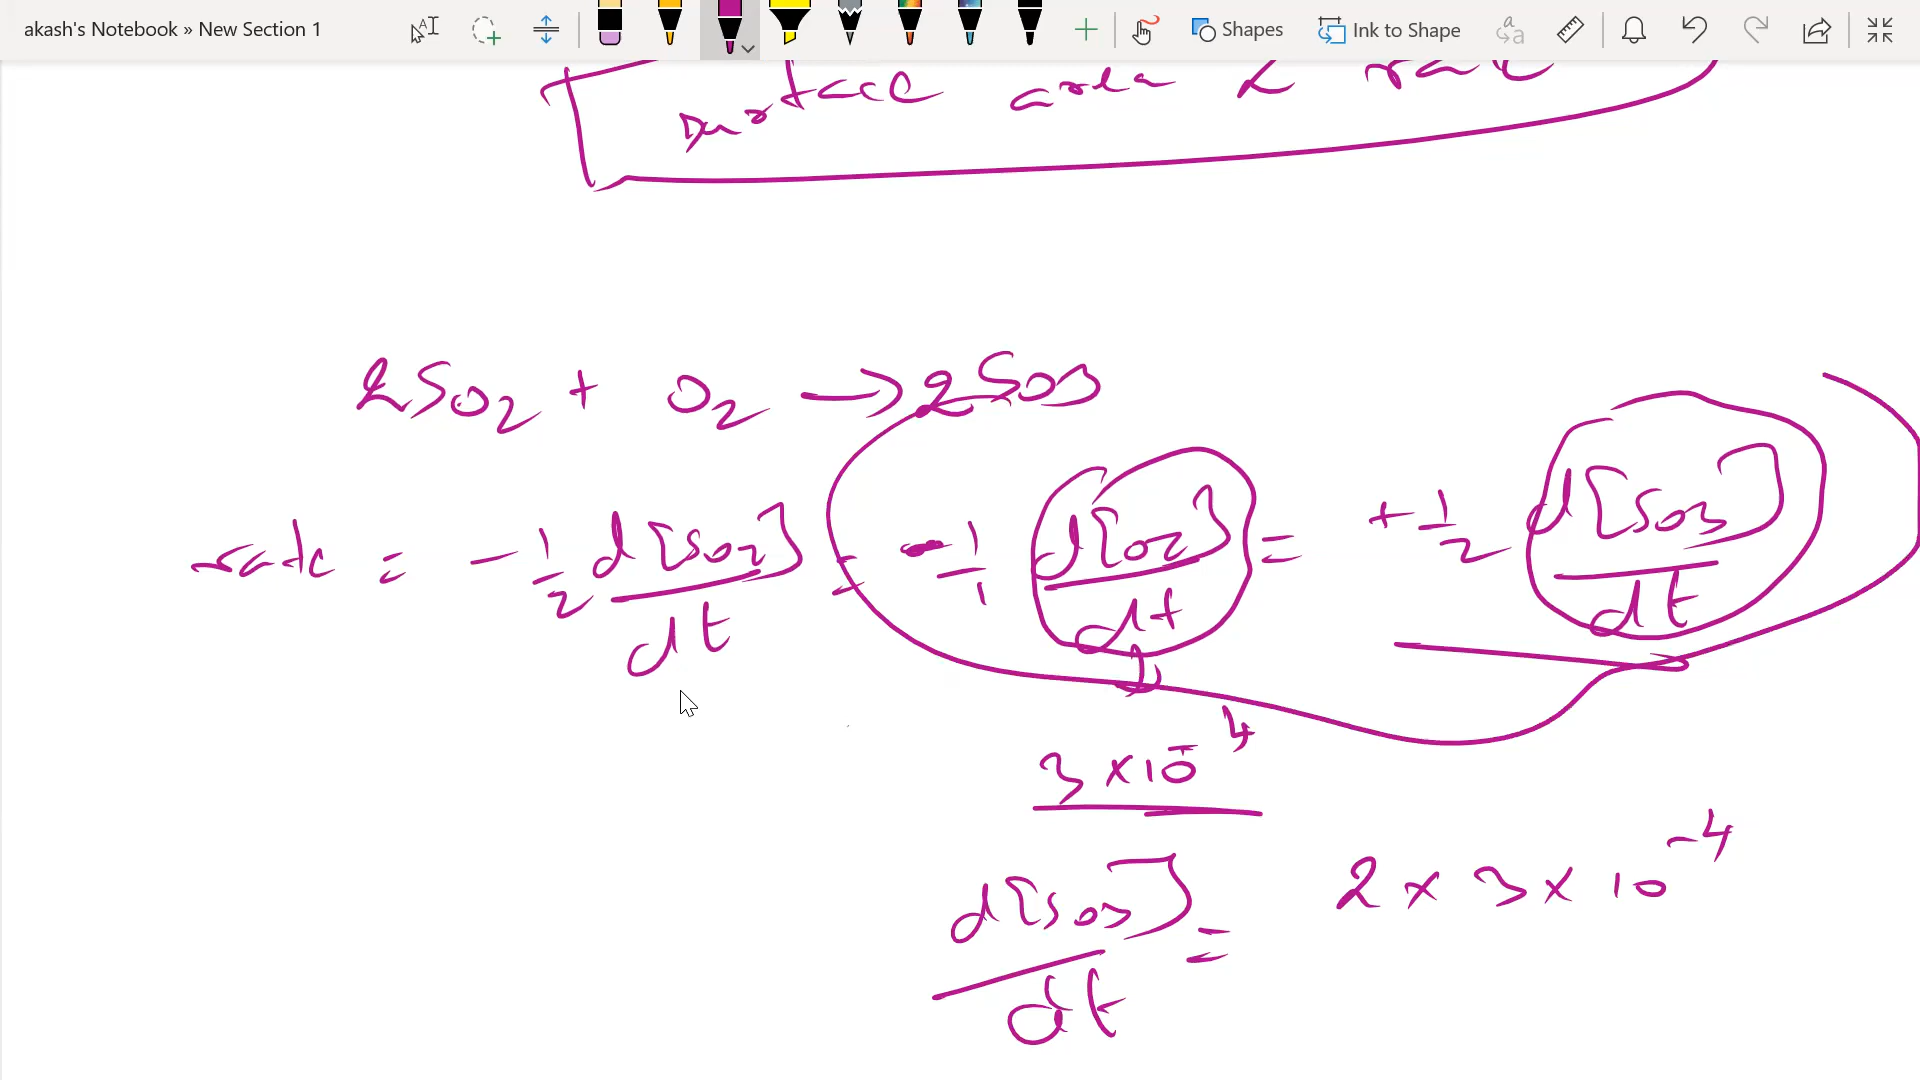 akash's Notebook » New Section 1
Shapes
Ink to Shape
Surface area ∝ rate
2SO2 + O2 → 2SO3
rate = - 1/2 d[SO2]/dt = - 1/1 d[O2]/dt = + 1/2 d[SO3]/dt
3 × 10^-4
d[SO3]/dt = 2 × 3 × 10^-4